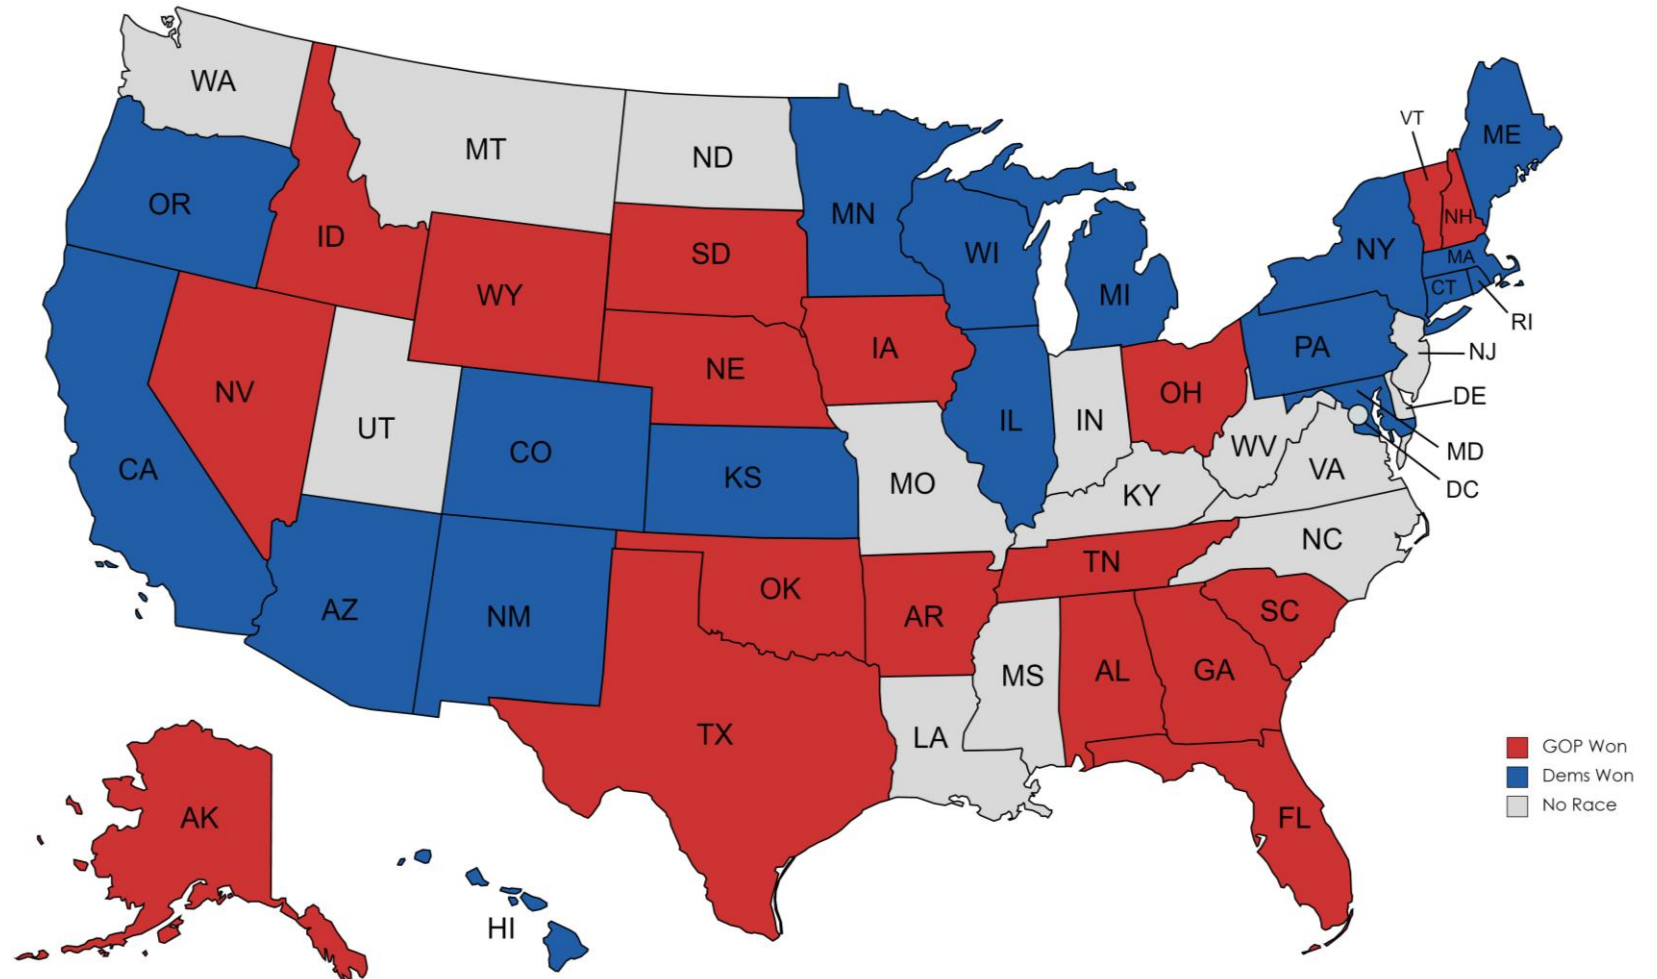 WA
MT
ND
MN
VT
ME
OR
ID
SD
WI
NH
NY
MA
WY
MI
CT
RI
NV
NE
IA
PA
NJ
UT
CO
KS
MO
IL
IN
OH
DE
WV
VA
MD
DC
CA
KY
NC
AZ
NM
OK
AR
TN
SC
TX
LA
MS
AL
GA
FL
AK
HI
GOP Won
Dems Won
No Race